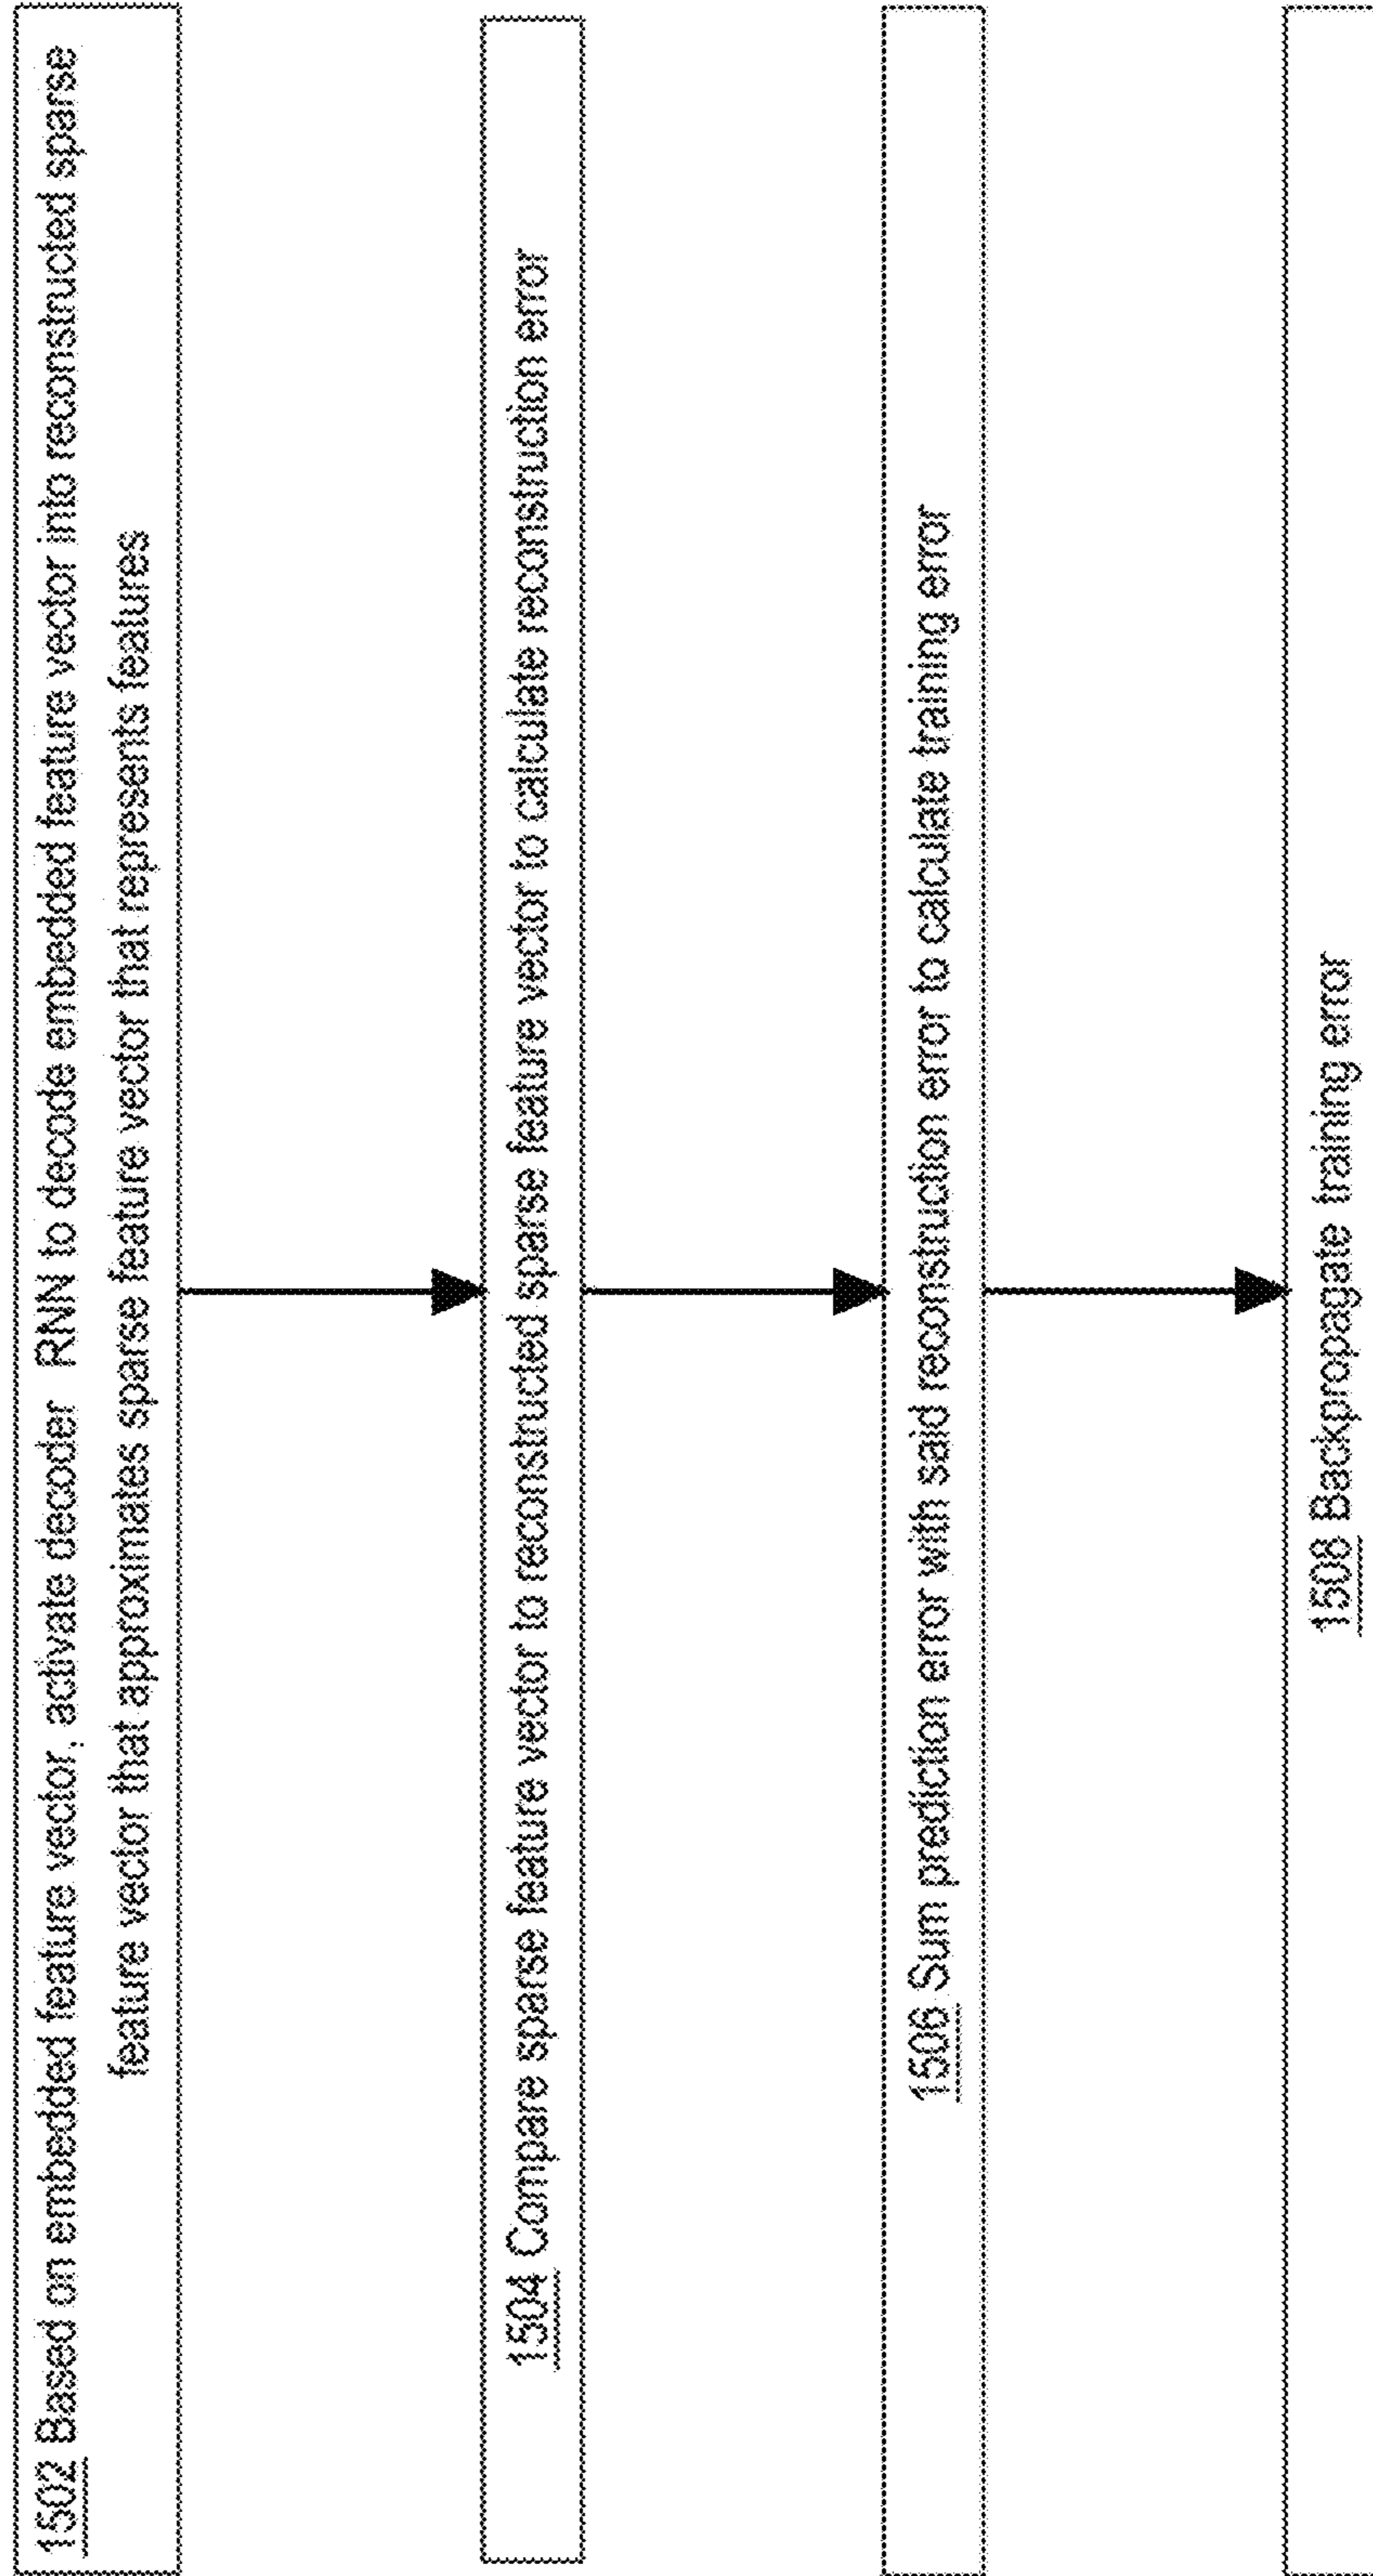 1502 Based on embedded feature vector, activate decoder RNN to decode embedded feature vector into reconstructed sparse
feature vector that approximates sparse feature vector that represents features
1504 Compare sparse feature vector to reconstructed sparse feature vector to calculate reconstruction error
1506 Sum prediction error with said reconstruction error to calculate training error
1508 Backpropagate training error